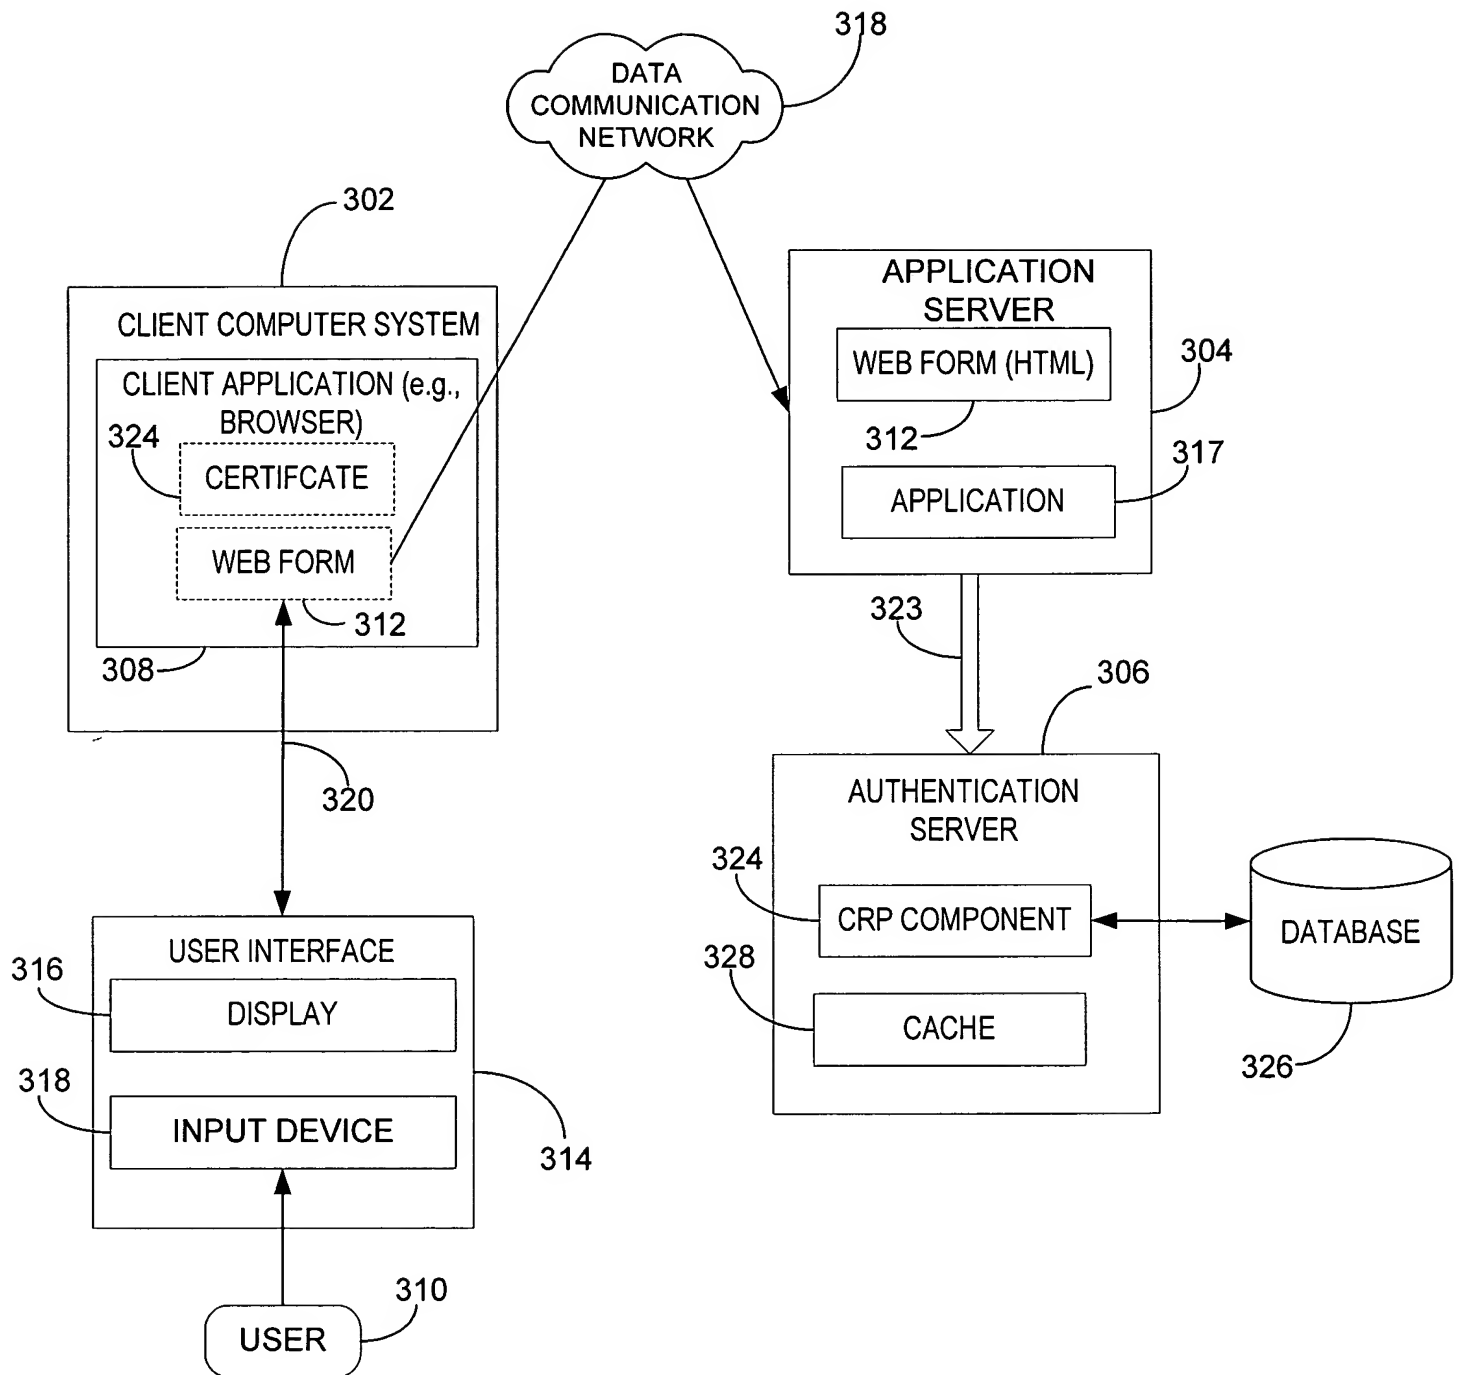 318
DATA
COMMUNICATION
NETWORK
302
CLIENT COMPUTER SYSTEM
CLIENT APPLICATION (e.g.,
BROWSER)
324
CERTIFCATE
WEB FORM
312
308
320
APPLICATION
SERVER
WEB FORM (HTML)
304
312
317
APPLICATION
323
306
AUTHENTICATION
SERVER
324
CRP COMPONENT
328
CACHE
DATABASE
326
USER INTERFACE
316
DISPLAY
318
INPUT DEVICE
314
310
USER